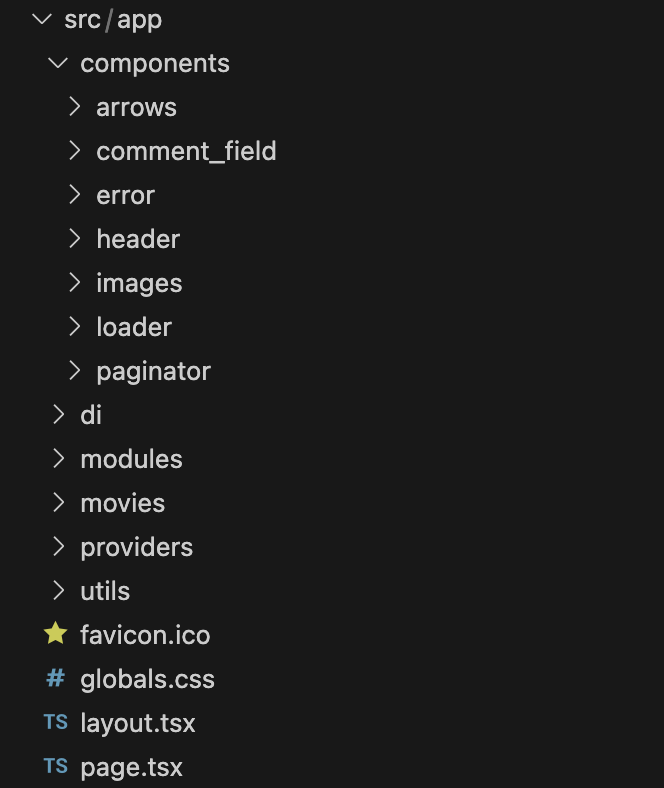 src/app
components
arrows
comment_field
error
header
images
loader
paginator
di
modules
movies
providers
utils
favicon.ico
# globals.css
TS layout.tsx
TS page.tsx